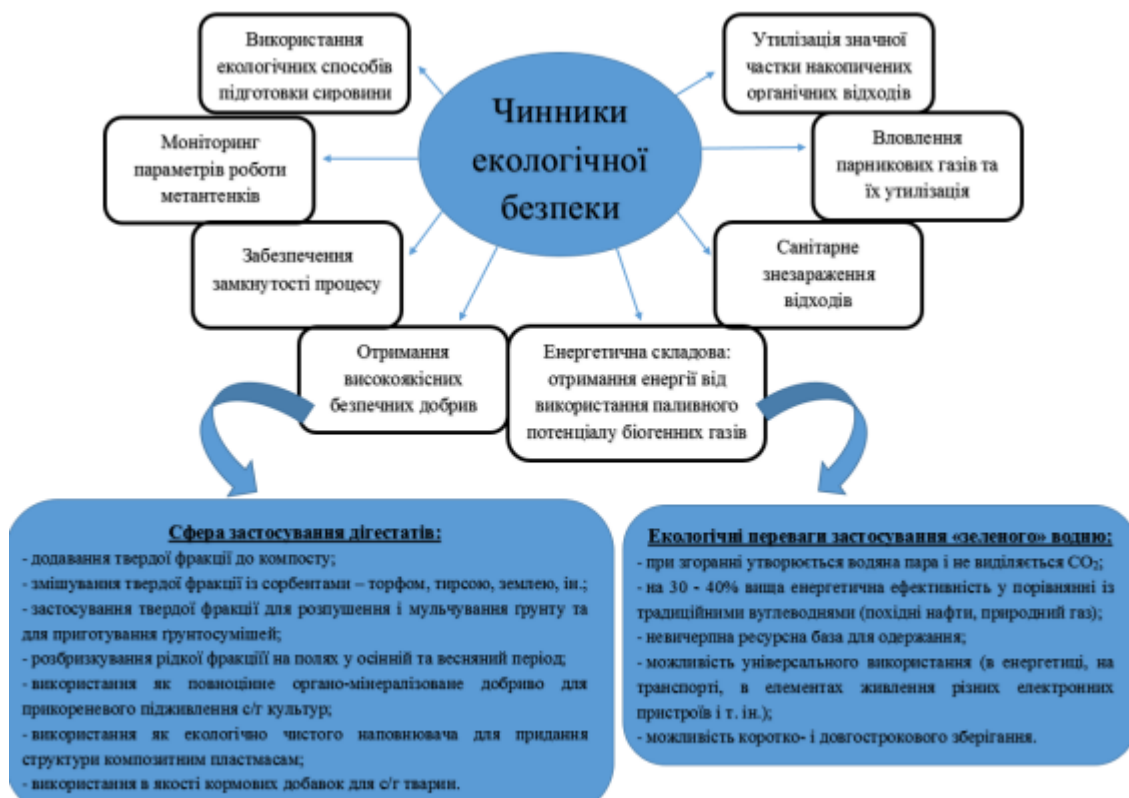 Чинники
екологічної
безпеки
Використання
екологічних способів
підготовки сировини
Моніторинг
параметрів роботи
метантенків
Забезпечення
замкнутості процесу
Отримання
високоякісних
безпечних добрив
Енергетична складова:
отримання енергії від
використання паливного
потенціалу біогенних газів
Санітарне
знезараження
відходів
Вловлення
парникових газів та
їх утилізація
Утилізація значної
частки накопичених
органічних відходів
Сфера застосування дігестатів:
- додавання твердої фракції до компосту;
- змішування твердої фракції із сорбентами – торфом, тирсою, землею, ін.;
- застосування твердої фракції для розпушення і мульчування ґрунту та
для приготування ґрунтосумішей;
- розбризкування рідкої фракціїї на полях у осінній та весняний період;
- використання як повноцінне органо-мінералізоване добриво для
прикореневого підживлення с/г культур;
- використання як екологічно чистого наповнювача для придання
структури композитним пластмасам;
- використання в якості кормових добавок для с/г тварин.
Екологічні переваги застосування «зеленого» водню:
- при згоранні утворюється водяна пара і не виділяється CO₂;
- на 30 - 40% вища енергетична ефективність у порівнянні із
традиційними вуглеводнями (похідні нафти, природний газ);
- невичерпна ресурсна база для одержання;
- можливість універсального використання (в енергетиці, на
транспорті, в елементах живлення різних електронних
пристроїв і т. ін.);
- можливість коротко- і довгострокового зберігання.